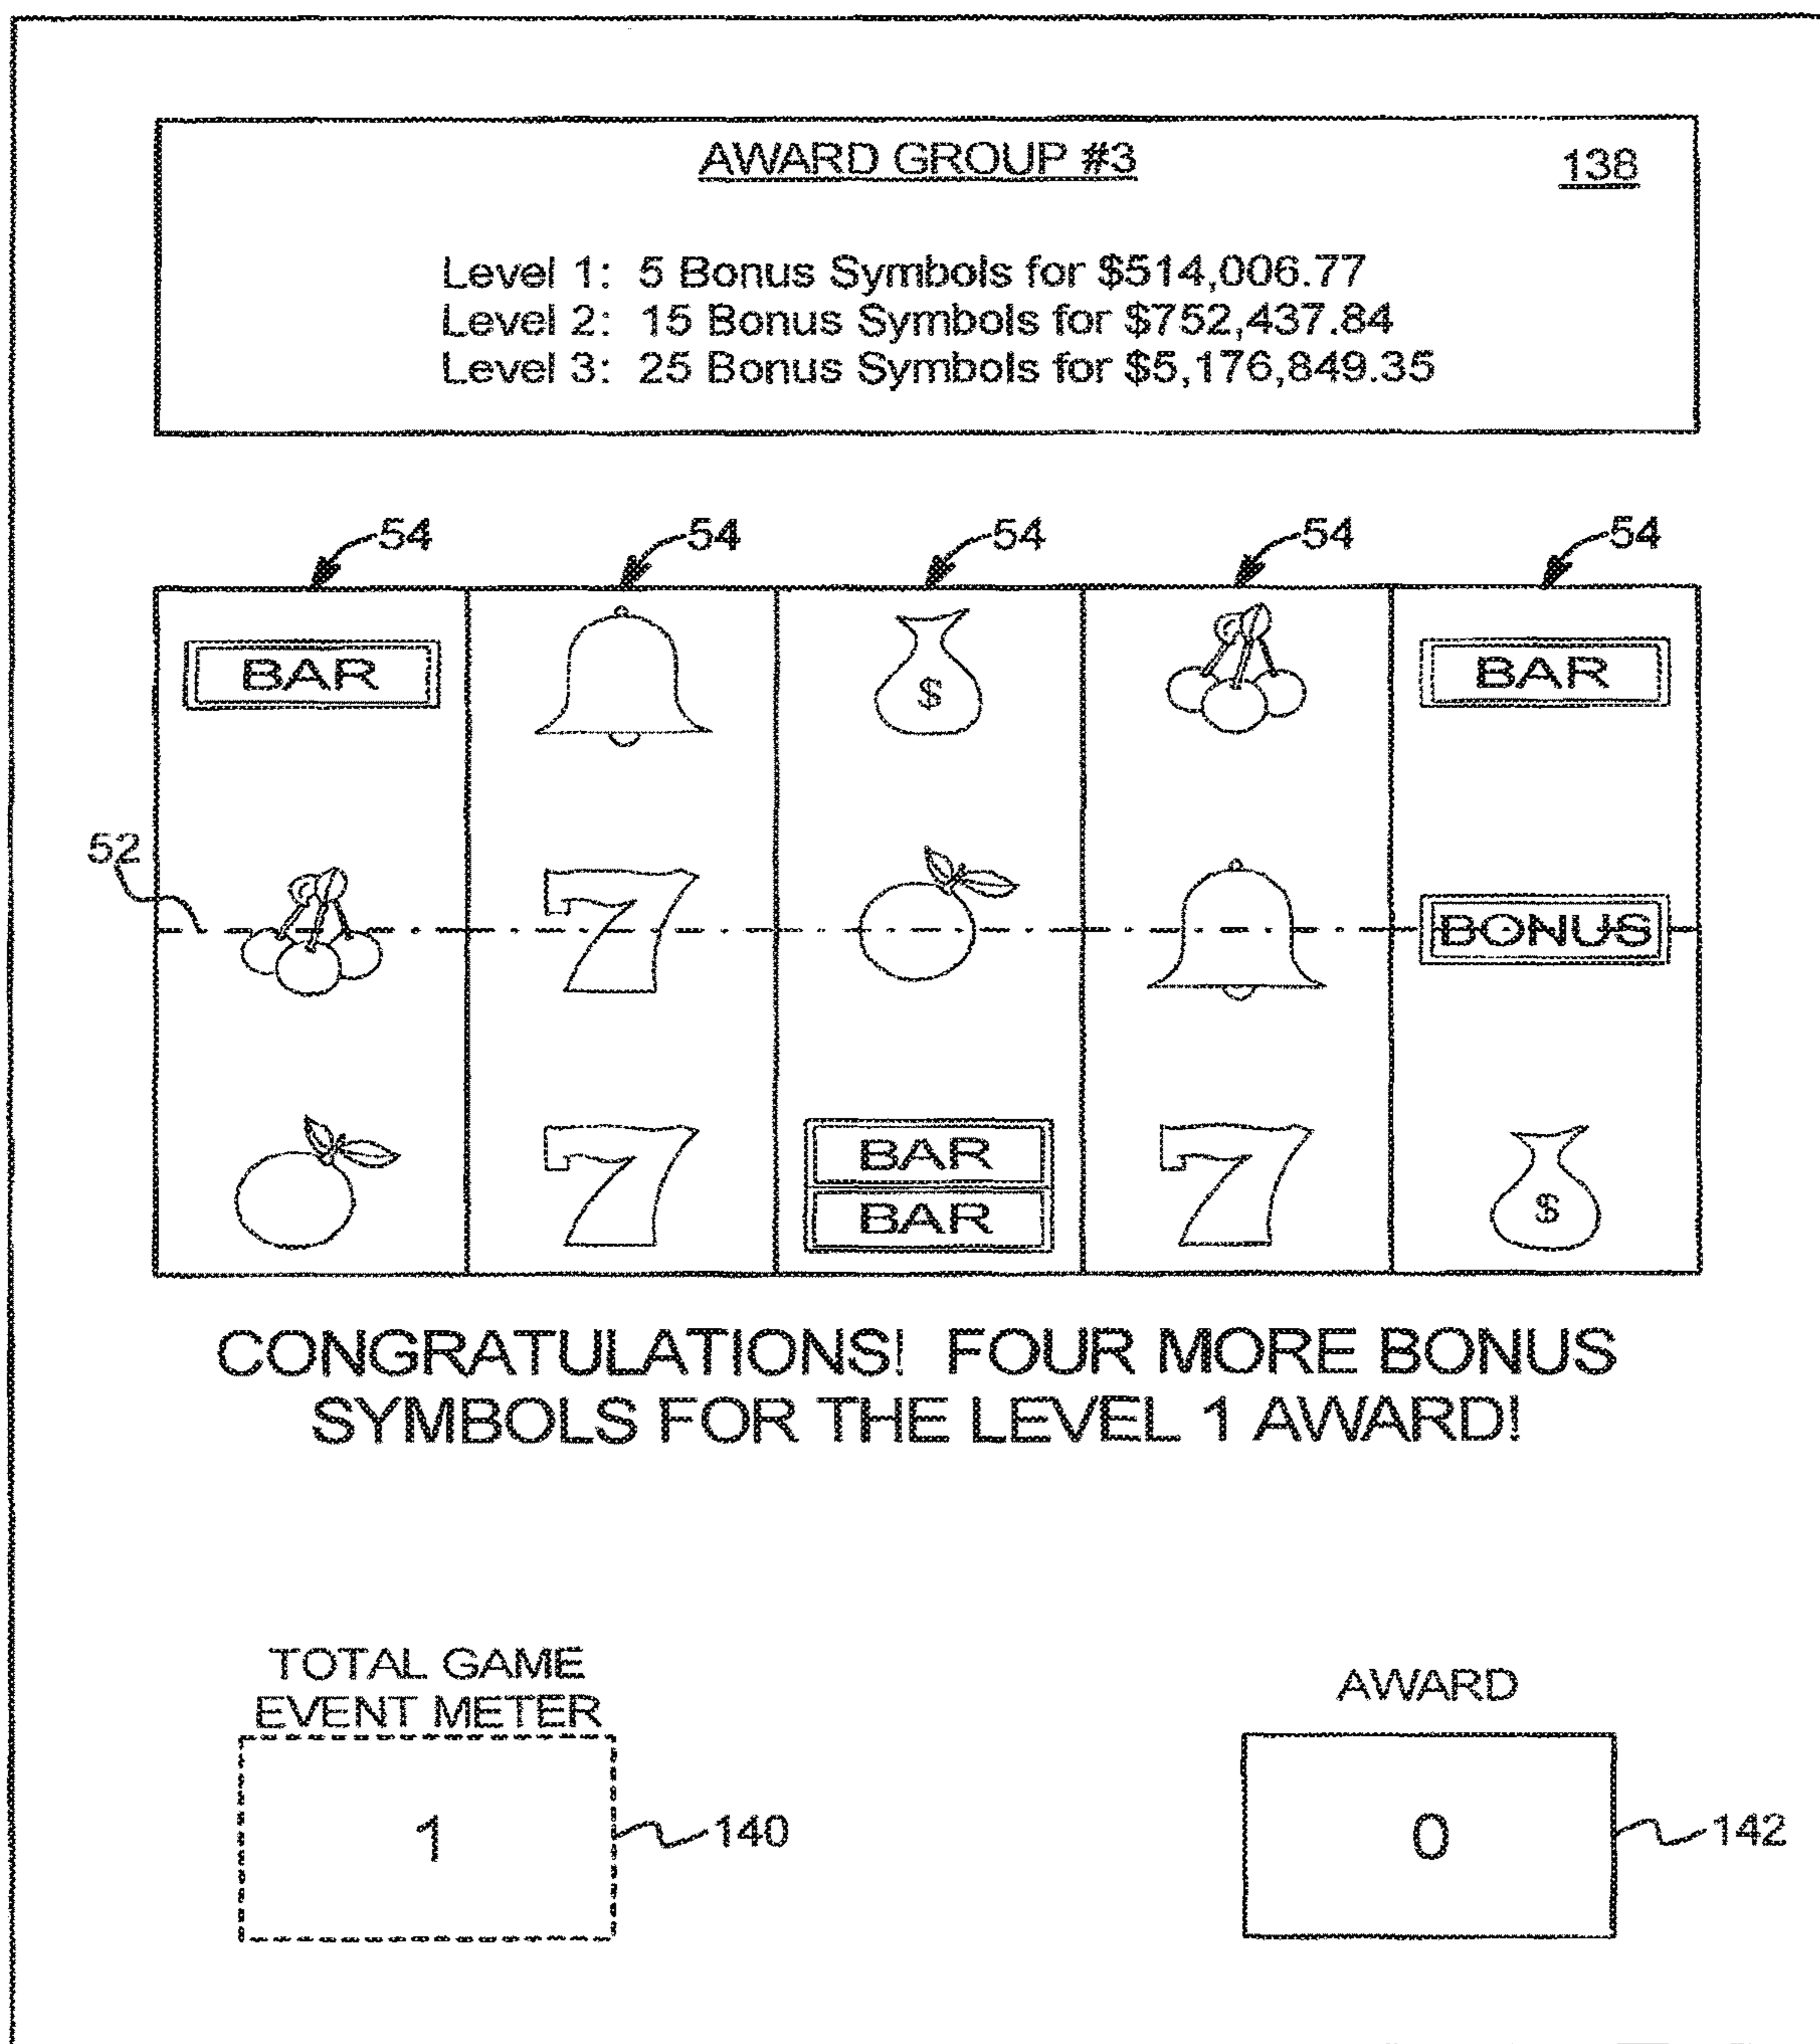 AWARD GROUP #3
138
Level 1: 5 Bonus Symbols for $514,006.77
Level 2: 15 Bonus Symbols for $752,437.84
Level 3: 25 Bonus Symbols for $5,176,849.35
54 54 54 54 54
BAR $ BAR
52
7 BONUS
7 BAR 7 $
BAR
CONGRATULATIONS! FOUR MORE BONUS
SYMBOLS FOR THE LEVEL 1 AWARD!
TOTAL GAME
EVENT METER
1
140
AWARD
0
142